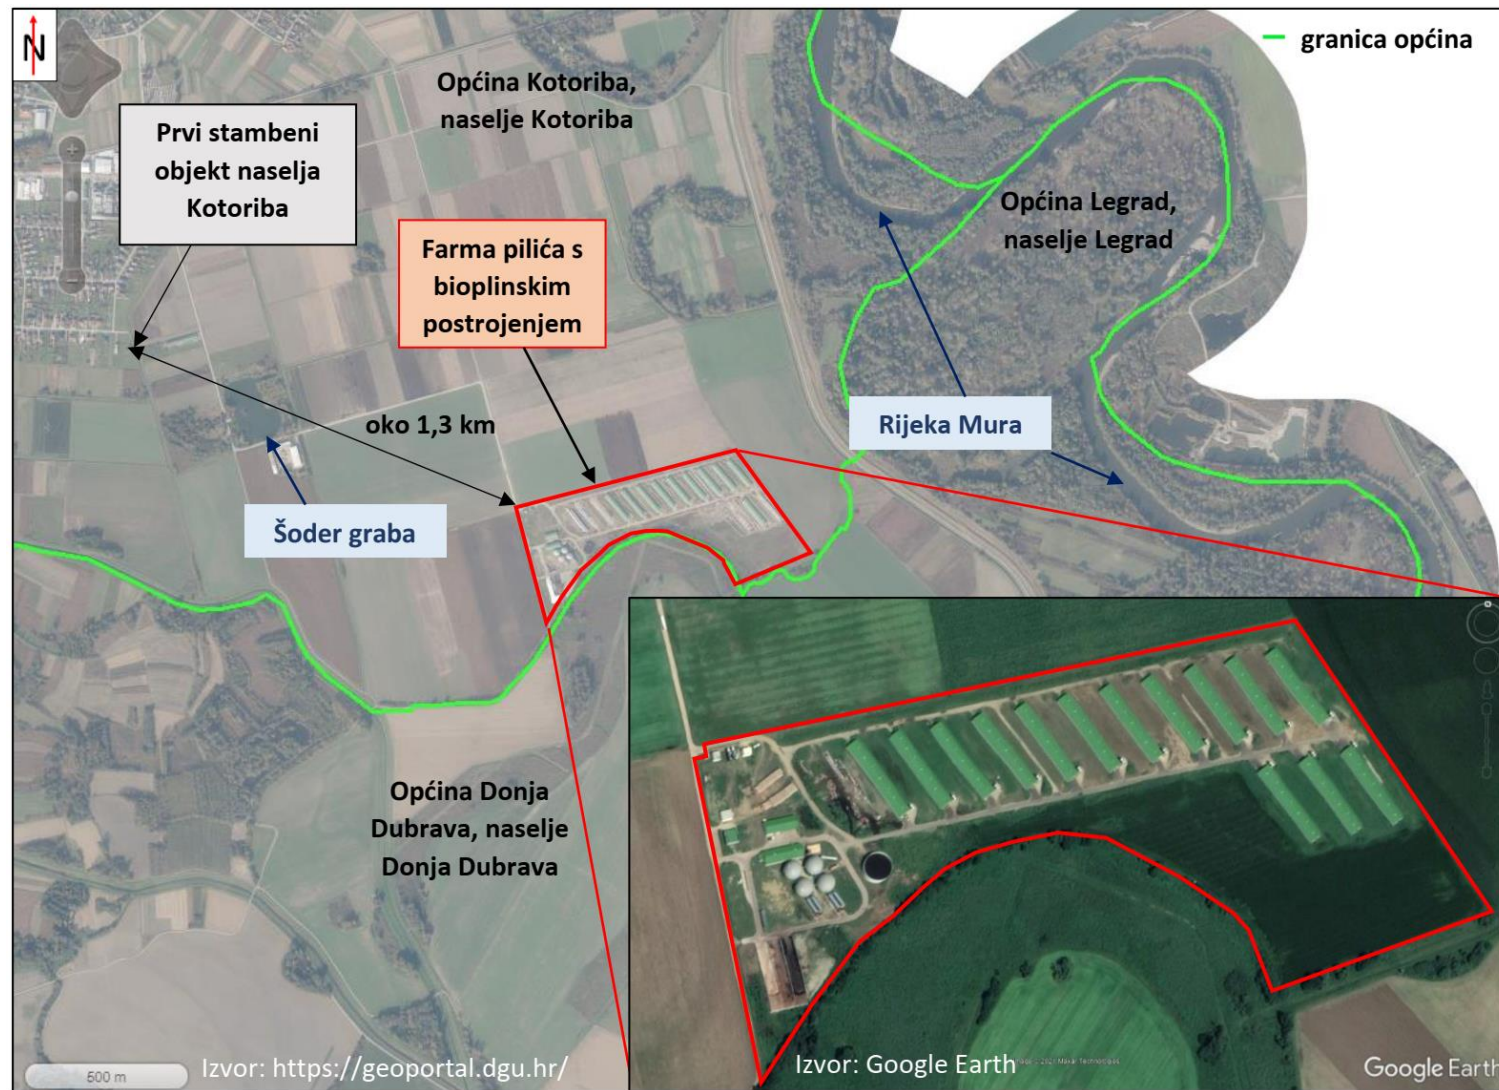 N
granica općina
Općina Kotoriba,
naselje Kotoriba
Prvi stambeni
objekt naselja
Kotoriba
Općina Legrad,
naselje Legrad
Farma pilića s
bioplinskim
postrojenjem
oko 1,3 km
Rijeka Mura
Šoder graba
Općina Donja
Dubrava, naselje
Donja Dubrava
500 m
Izvor: https://geoportal.dgu.hr/
Izvor: Google Earth
Google Earth